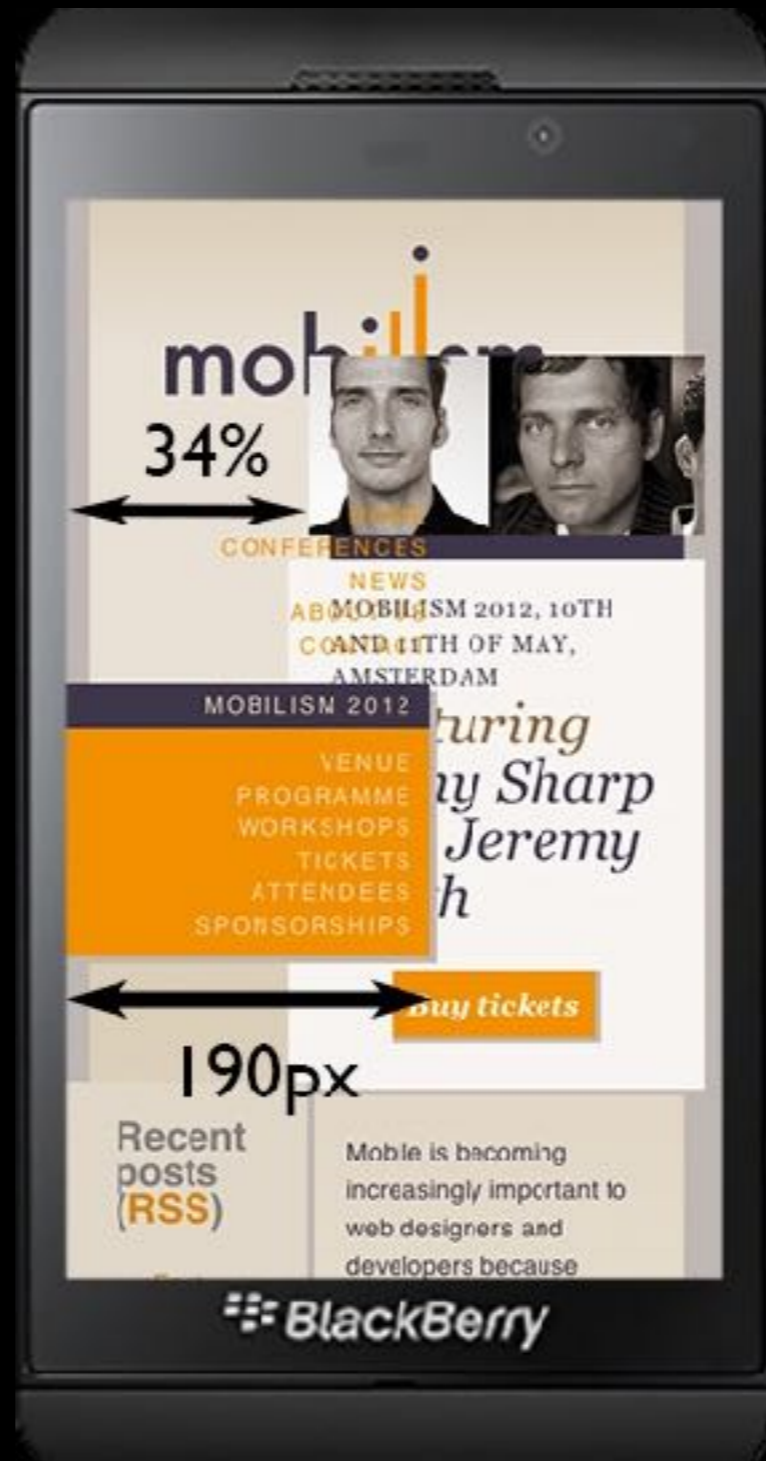 mobilism
34%
CONFERENCES
NEWS
MOBILISM 2012, 10TH
AND 11TH OF MAY,
AMSTERDAM
MOBILISM 2012
turing
VENUE
ny Sharp
PROGRAMME
WORKSHOPS
Jeremy
TICKETS
ATTENDEES
h
SPONSORSHIPS
Buy tickets
190px
Recent
posts
(RSS)
Mobile is becoming
increasingly important to
web designers and
developers because
BlackBerry